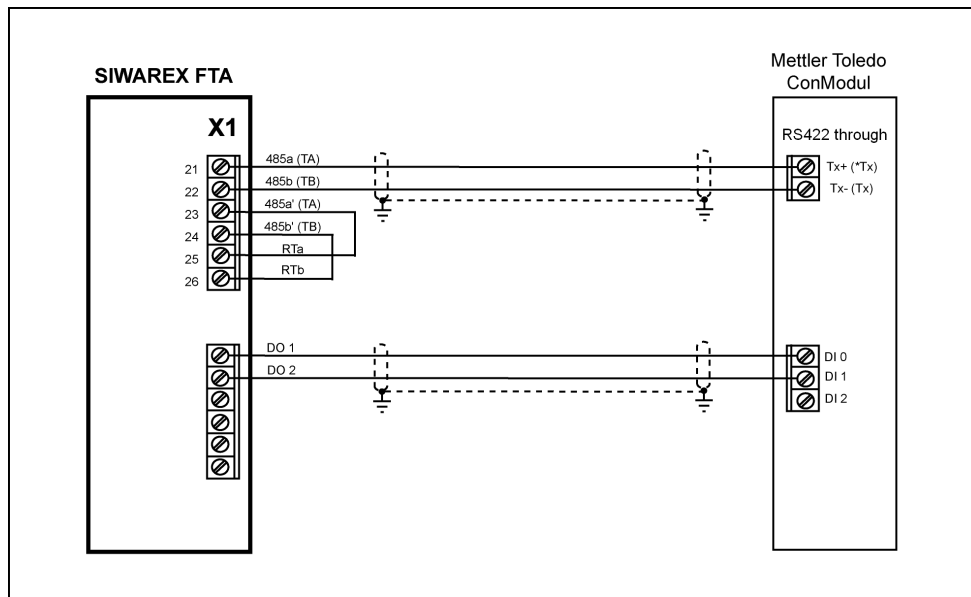 SIWAREX FTA
Mettler Toledo
ConModul
X1
RS422 through
21 485a (TA) Tx+ (*Tx)
22 485b (TB) Tx- (Tx)
23 485a' (TA)
24 485b' (TB)
25 RTa
26 RTb
DO 1 DI 0
DO 2 DI 1
DI 2